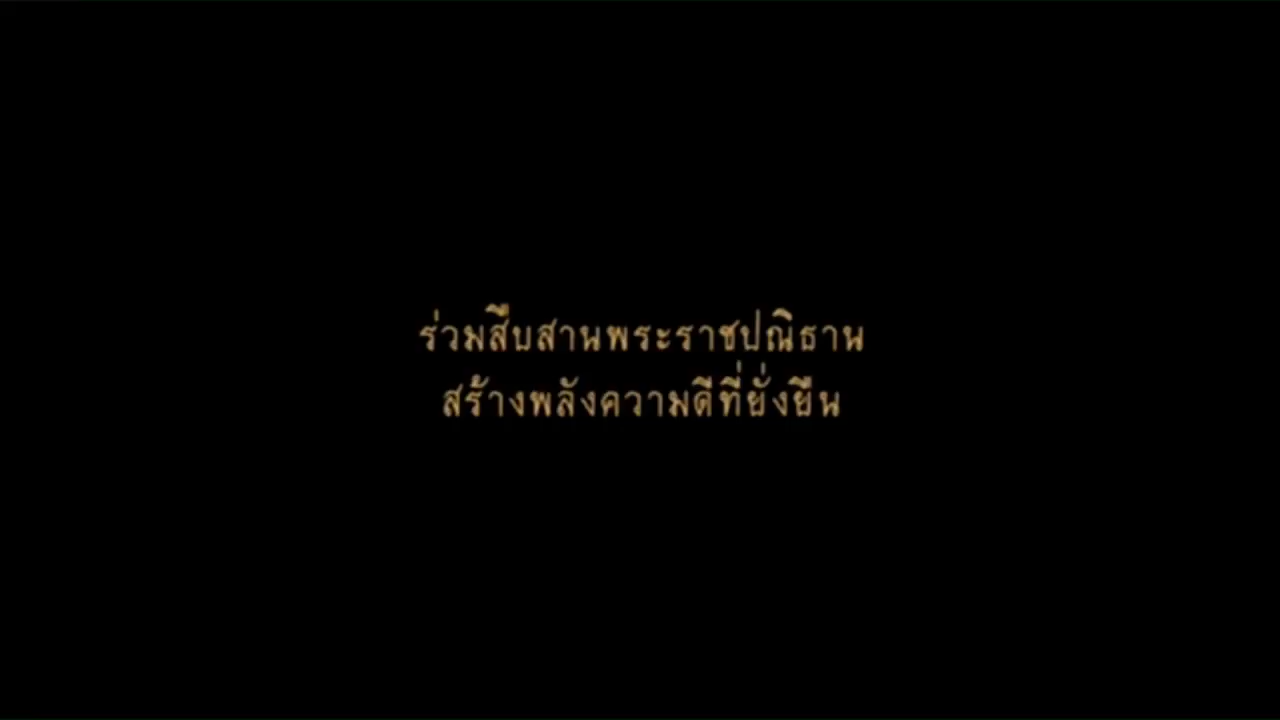 ร่วมสืบสานพระราชปณิธาน
สร้างพลังความดีที่ยั่งยืน